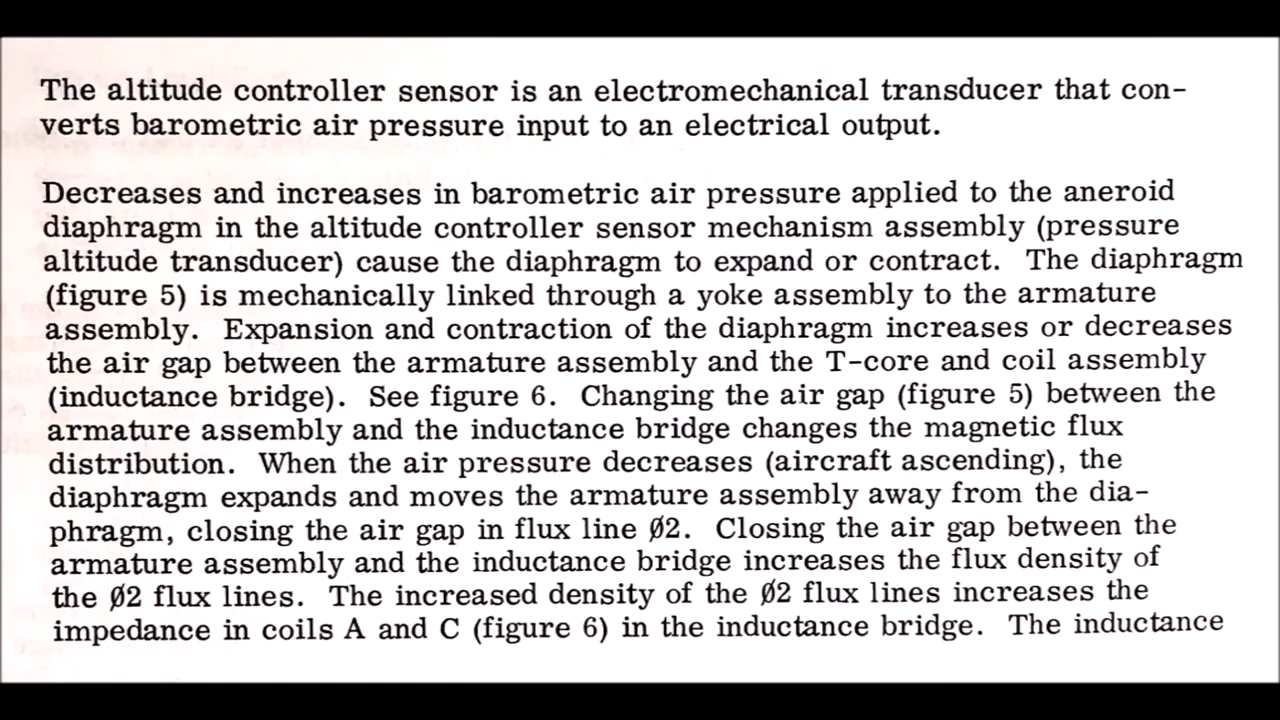 The altitude controller sensor is an electromechanical transducer that con-
verts barometric air pressure input to an electrical output.
Decreases and increases in barometric air pressure applied to the aneroid
diaphragm in the altitude controller sensor mechanism assembly (pressure
altitude transducer) cause the diaphragm to expand or contract. The diaphragm
(figure 5) is mechanically linked through a yoke assembly to the armature
assembly. Expansion and contraction of the diaphragm increases or decreases
the air gap between the armature assembly and the T-core and coil assembly
(inductance bridge). See figure 6. Changing the air gap (figure 5) between the
armature assembly and the inductance bridge changes the magnetic flux
distribution. When the air pressure decreases (aircraft ascending), the
diaphragm expands and moves the armature assembly away from the dia-
phragm, closing the air gap in flux line Ø2. Closing the air gap between the
armature assembly and the inductance bridge increases the flux density of
the Ø2 flux lines. The increased density of the Ø2 flux lines increases the
impedance in coils A and C (figure 6) in the inductance bridge. The inductance